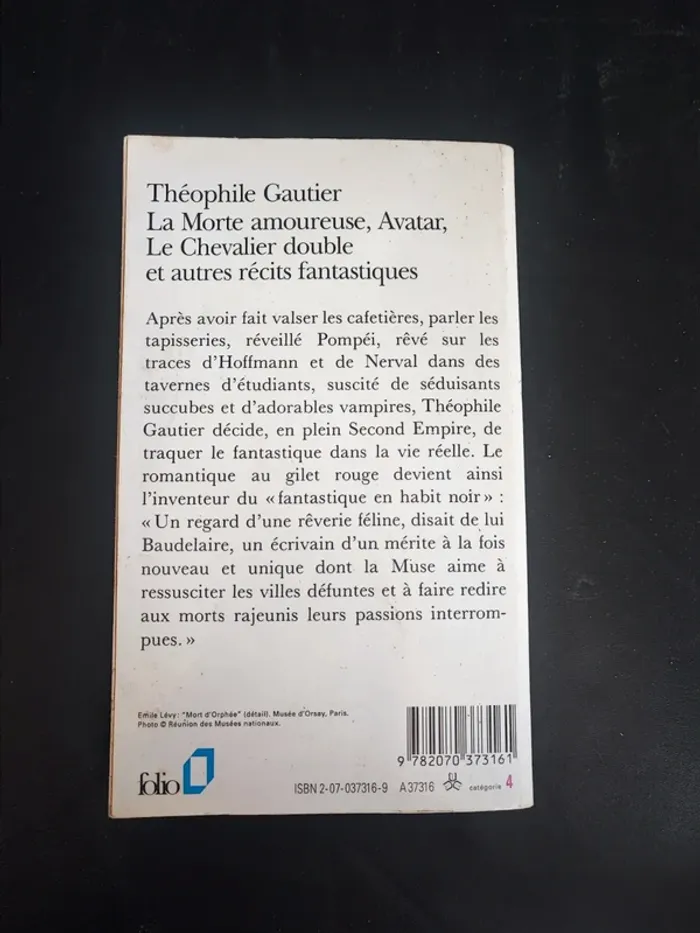 Théophile Gautier
La Morte amoureuse, Avatar,
Le Chevalier double
et autres récits fantastiques
Après avoir fait valser les cafetières, parler les
tapisseries, réveillé Pompéi, rêvé sur les
traces d'Hoffmann et de Nerval dans des
tavernes d'étudiants, suscité de séduisants
succubes et d'adorables vampires, Théophile
Gautier décide, en plein Second Empire, de
traquer le fantastique dans la vie réelle. Le
romantique au gilet rouge devient ainsi
l'inventeur du « fantastique en habit noir » :
« Un regard d'une rêverie féline, disait de lui
Baudelaire, un écrivain d'un mérite à la fois
nouveau et unique dont la Muse aime à
ressusciter les villes défuntes et à faire redire
aux morts rajeunis leurs passions interrom-
pues. »
Emile Lévy : "Mort d'Orphée" (détail). Musée d'Orsay, Paris.
Photo © Réunion des Musées nationaux.
9 782070 373161
folio
ISBN 2-07-037316-9 A 37316 catégorie 4